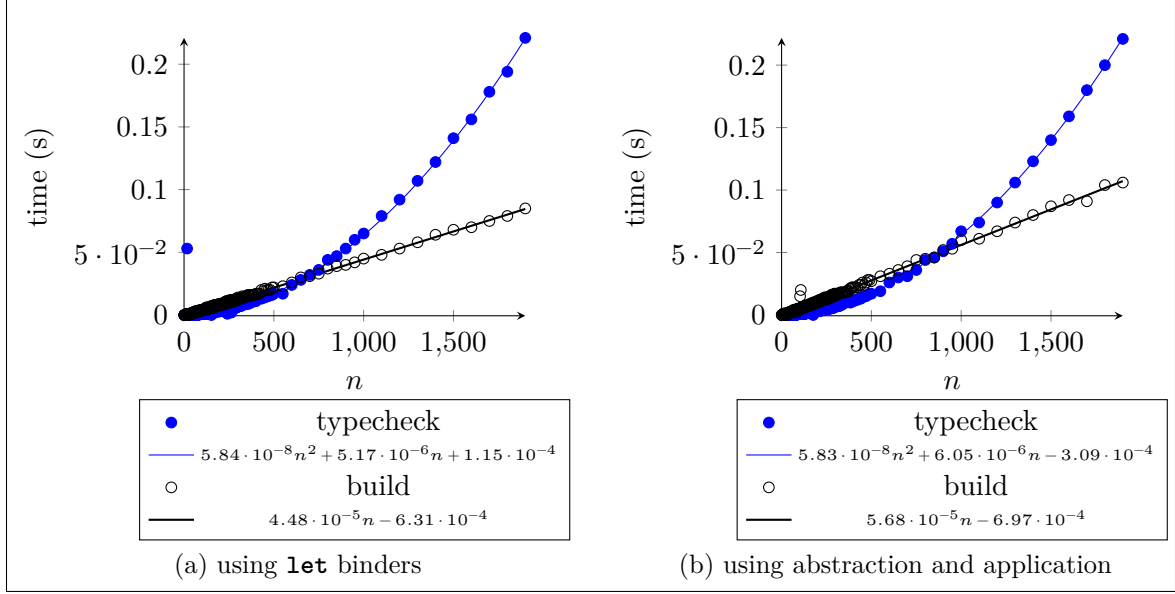 0.2
0.15
0.1
5 · 10⁻²
0
0 500 1,000 1,500
time (s)
n
typecheck
5.84 · 10⁻⁸n² + 5.17 · 10⁻⁶n + 1.15 · 10⁻⁴
build
4.48 · 10⁻⁵n − 6.31 · 10⁻⁴
(a) using let binders
0.2
0.15
0.1
5 · 10⁻²
0
0 500 1,000 1,500
time (s)
n
typecheck
5.83 · 10⁻⁸n² + 6.05 · 10⁻⁶n − 3.09 · 10⁻⁴
build
5.68 · 10⁻⁵n − 6.97 · 10⁻⁴
(b) using abstraction and application